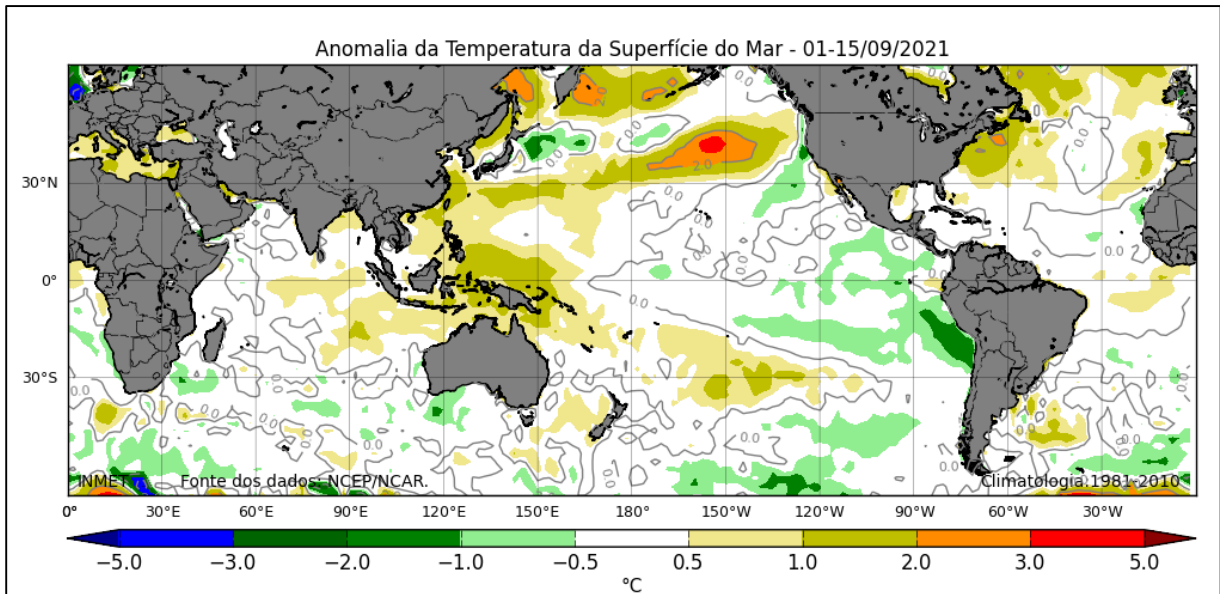 Anomalia da Temperatura da Superfície do Mar - 01-15/09/2021
30°N
0°
30°S
INMET
Fonte dos dados: NCEP/NCAR.
Climatologia:1981-2010
0° 30°E 60°E 90°E 120°E 150°E 180° 150°W 120°W 90°W 60°W 30°W
−5.0 −3.0 −2.0 −1.0 −0.5 0.5 1.0 2.0 3.0 5.0
°C